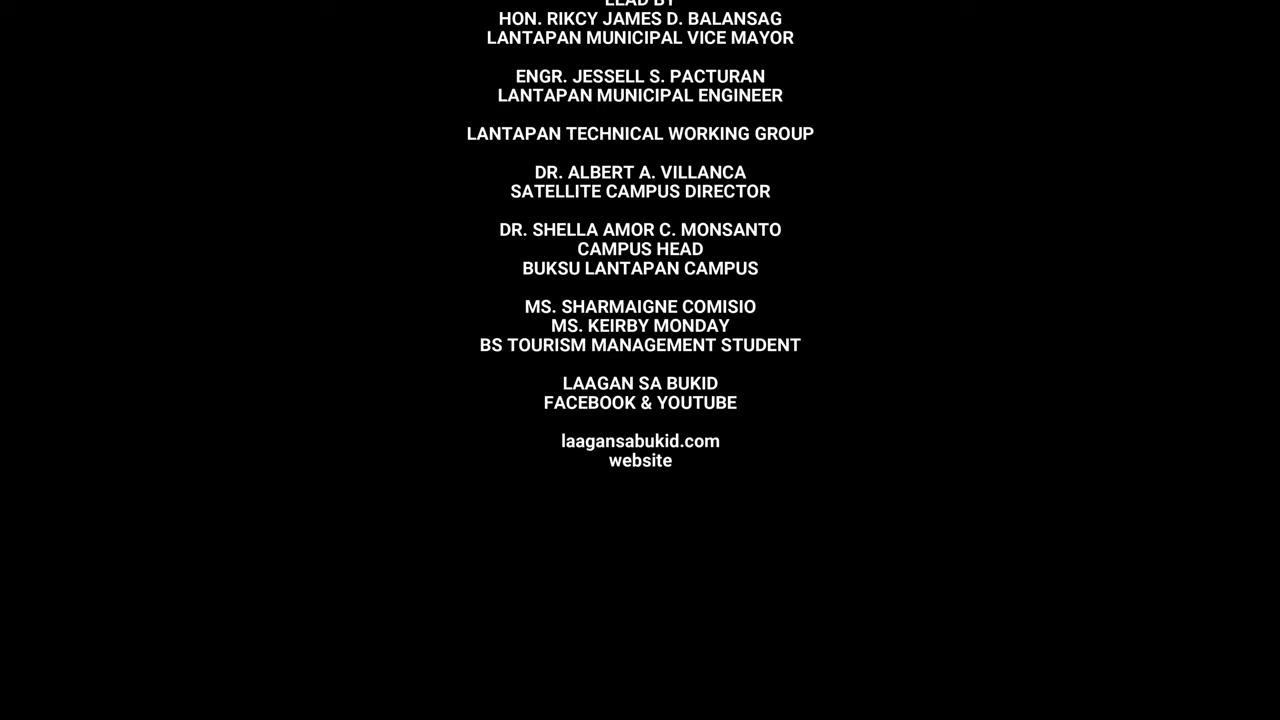 LEAD BY
HON. RIKCY JAMES D. BALANSAG
LANTAPAN MUNICIPAL VICE MAYOR
ENGR. JESSELL S. PACTURAN
LANTAPAN MUNICIPAL ENGINEER
LANTAPAN TECHNICAL WORKING GROUP
DR. ALBERT A. VILLANCA
SATELLITE CAMPUS DIRECTOR
DR. SHELLA AMOR C. MONSANTO
CAMPUS HEAD
BUKSU LANTAPAN CAMPUS
MS. SHARMAIGNE COMISIO
MS. KEIRBY MONDAY
BS TOURISM MANAGEMENT STUDENT
LAAGAN SA BUKID
FACEBOOK & YOUTUBE
laagansabukid.com
website